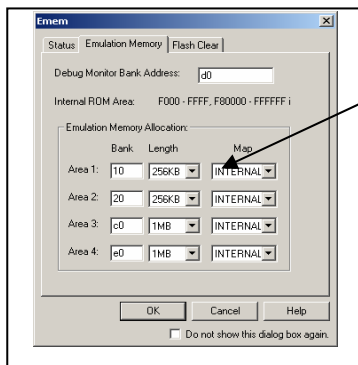 Emem
Status Emulation Memory Flash Clear
Debug Monitor Bank Address: d0
Internal ROM Area: F000 - FFFF, F80000 - FFFFFF i
Emulation Memory Allocation:
Bank Length Map
Area 1: 10 256KB INTERNAL
Area 2: 20 256KB INTERNAL
Area 3: c0 1MB INTERNAL
Area 4: e0 1MB INTERNAL
OK Cancel Help
Do not show this dialog box again.